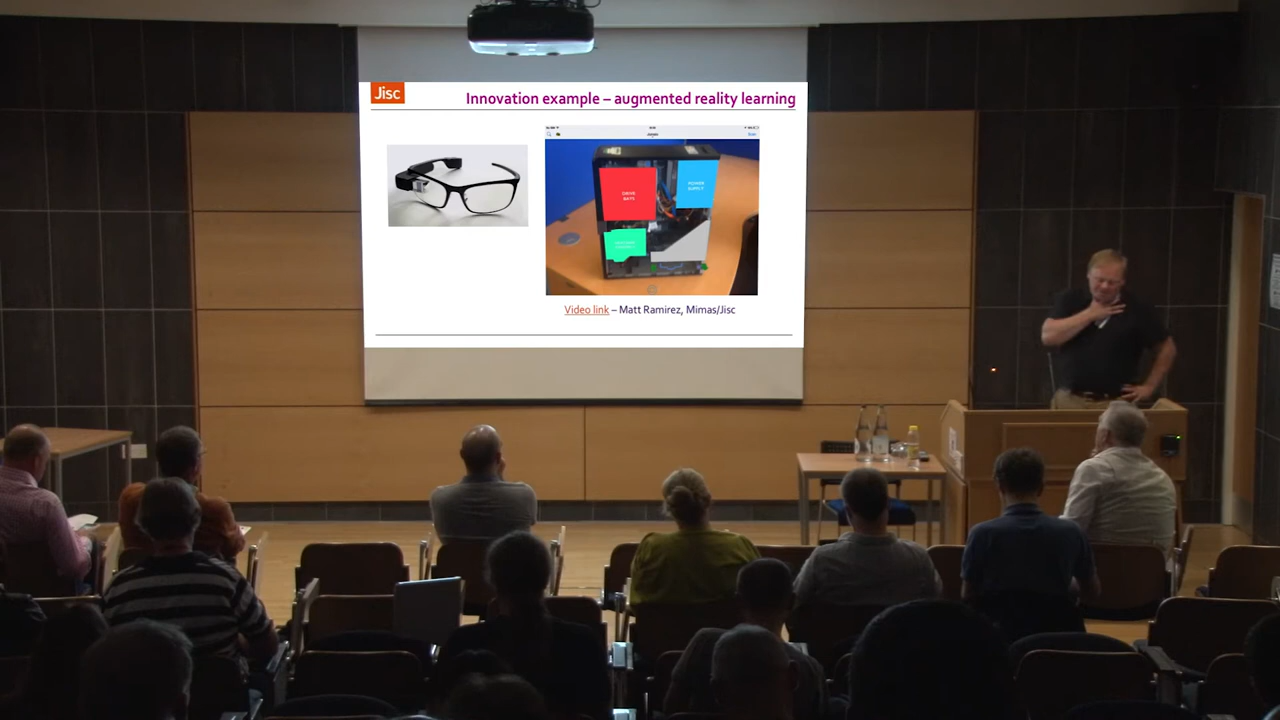 Jisc
Innovation example – augmented reality learning
DRIVE
BAYS
POWER
SUPPLY
Video link – Matt Ramirez, Mimas/Jisc